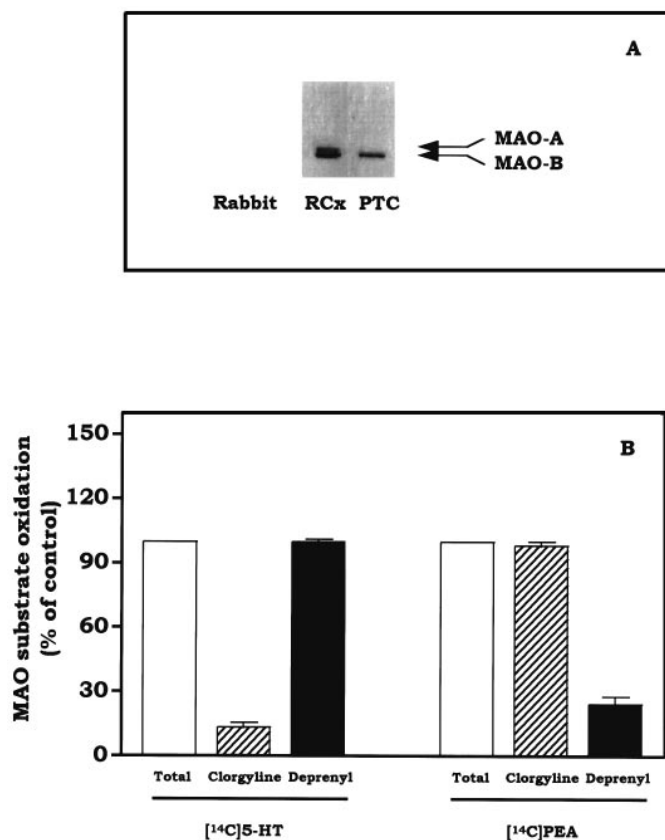 A
MAO-A
MAO-B
Rabbit RCx PTC
B
MAO substrate oxidation
(% of control)
150
120
90
60
30
0
Total Clorgyline Deprenyl Total Clorgyline Deprenyl
[¹⁴C]5-HT [¹⁴C]PEA